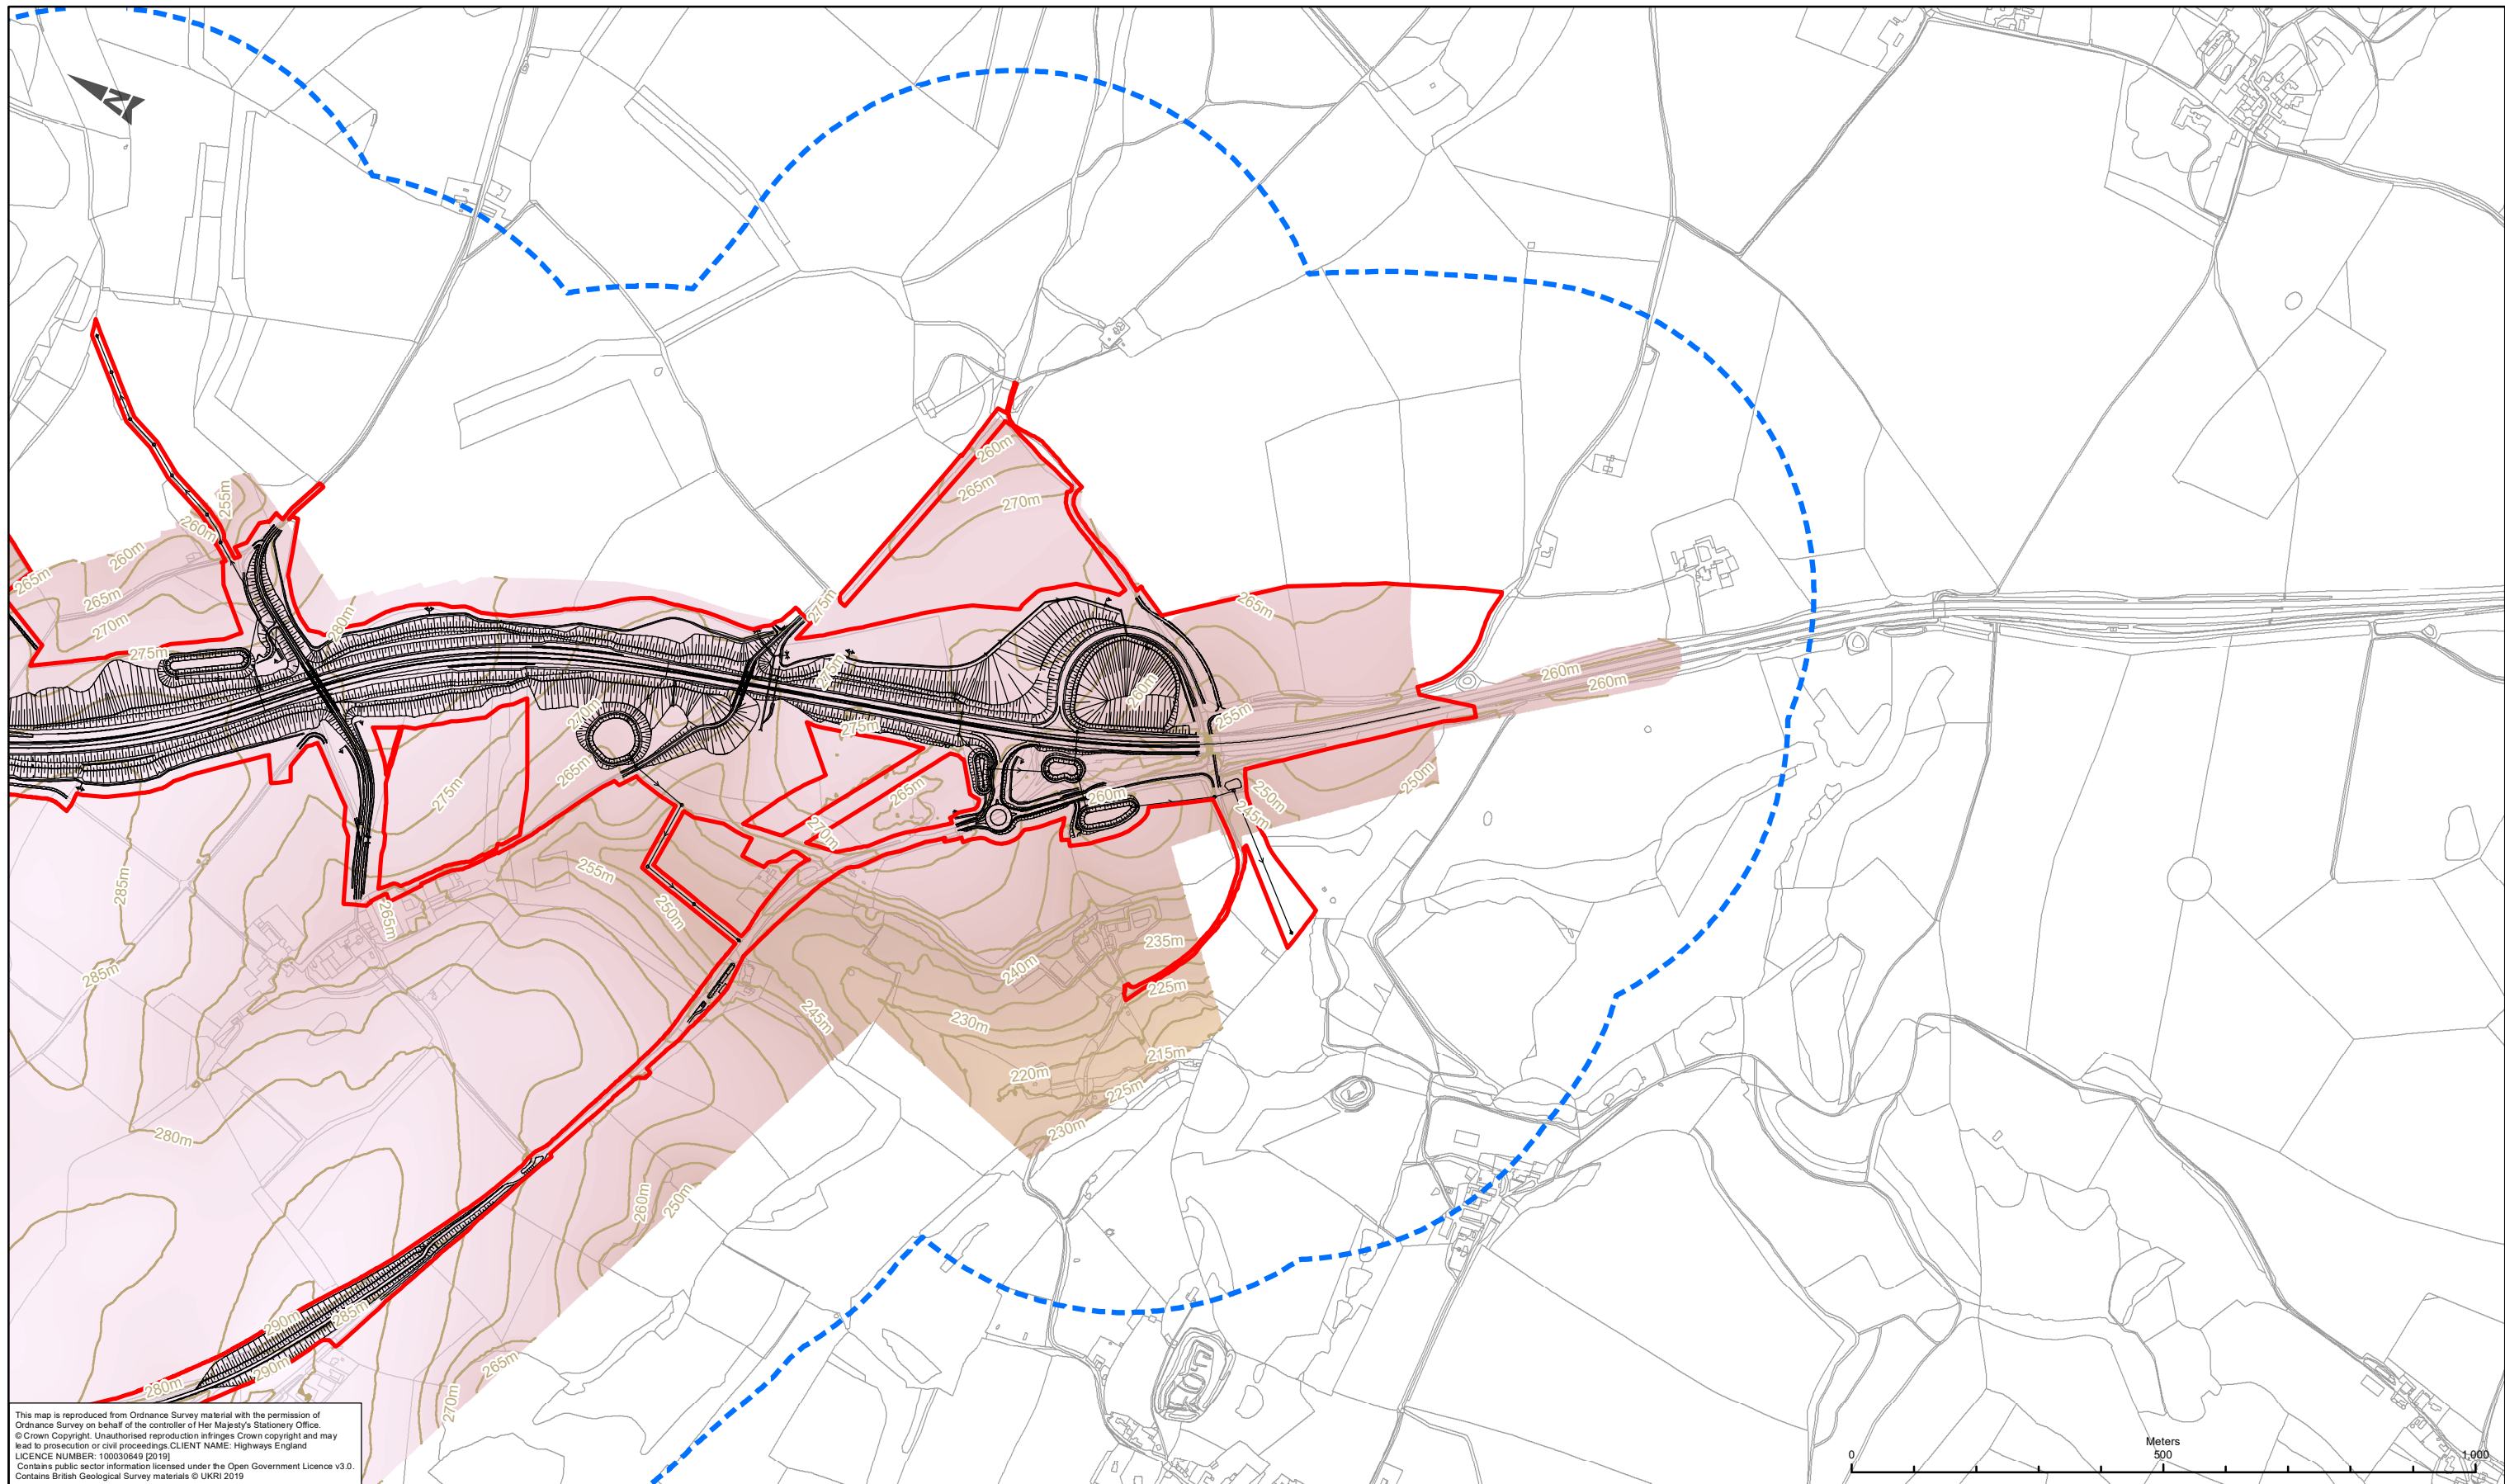 N
260m
265m
270m
255m
260m
260m
265m
265m
270m
275m
280m
275m
275m
275m
265m
260m
255m
260m
260m
270m
265m
275m
265m
260m
250m
245m
250m
270m
255m
250m
265m
285m
285m
235m
240m
225m
230m
245m
215m
220m
225m
230m
280m
260m
250m
290m
285m
290m
280m
265m
270m
This map is reproduced from Ordnance Survey material with the permission of
Ordnance Survey on behalf of the controller of Her Majesty's Stationery Office.
© Crown Copyright. Unauthorised reproduction infringes Crown copyright and may
lead to prosecution or civil proceedings.CLIENT NAME: Highways England
LICENCE NUMBER: 100030649 [2019]
Contains public sector information licensed under the Open Government Licence v3.0.
Contains British Geological Survey materials © UKRI 2019
Meters
0 500 1,000